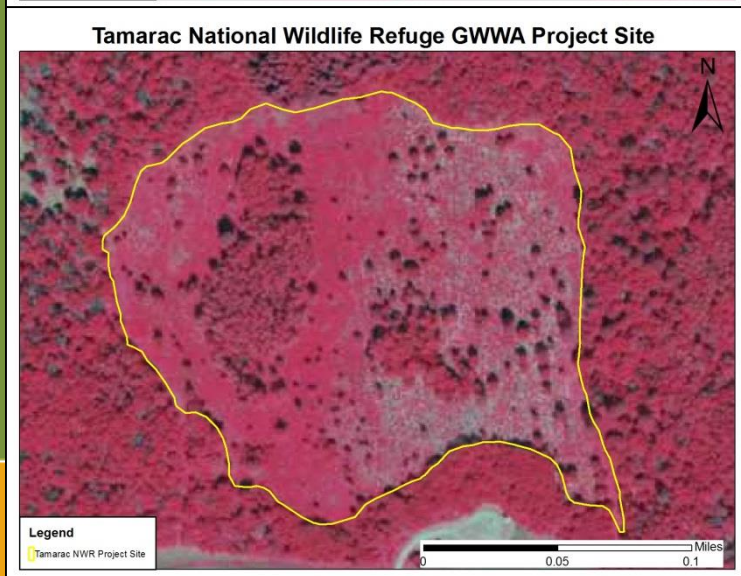 Tamarac National Wildlife Refuge GWWA Project Site
N
Legend
Tamarac NWR Project Site
Miles
0 0.05 0.1